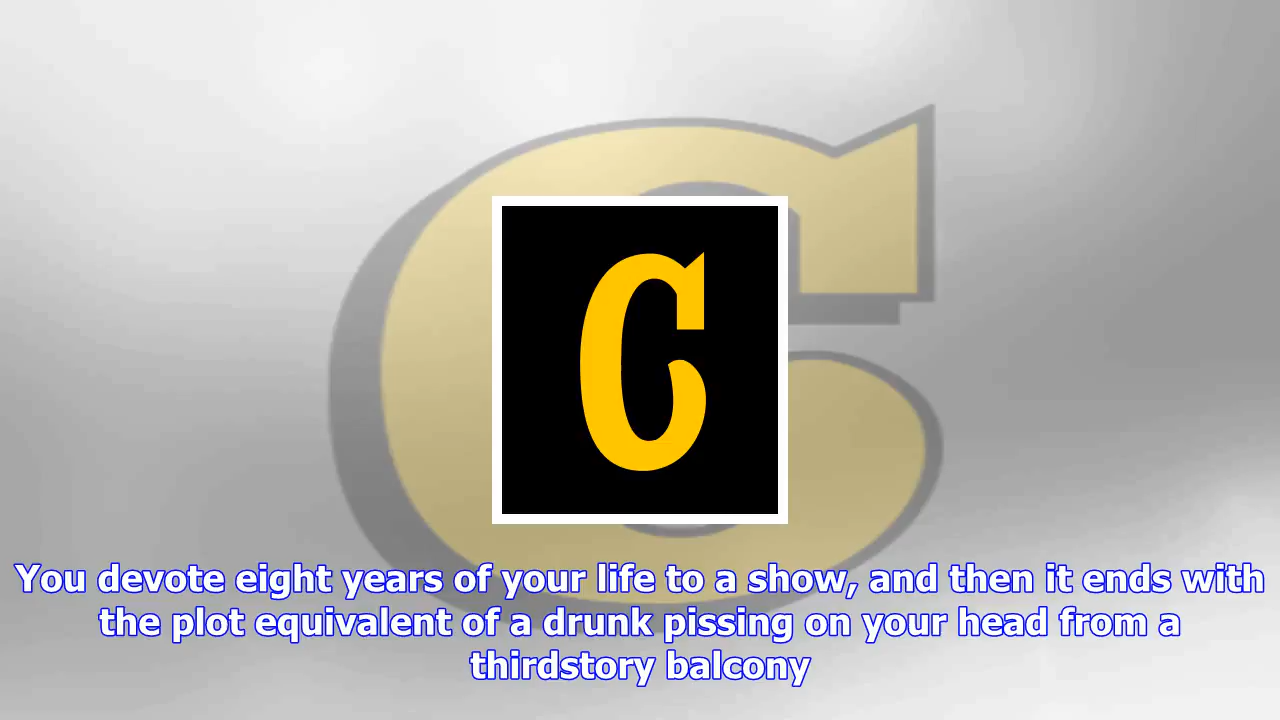 C
You devote eight years of your life to a show, and then it ends with
the plot equivalent of a drunk pissing on your head from a
thirdstory balcony